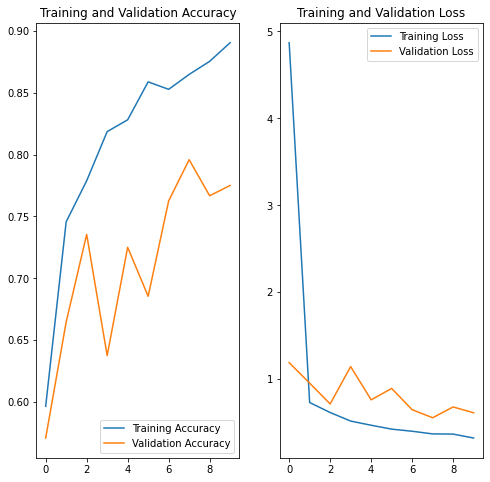 Training and Validation Accuracy
0.90
0.85
0.80
0.75
0.70
0.65
0.60
0 2 4 6 8
Training Accuracy
Validation Accuracy
Training and Validation Loss
5
4
3
2
1
0 2 4 6 8
Training Loss
Validation Loss